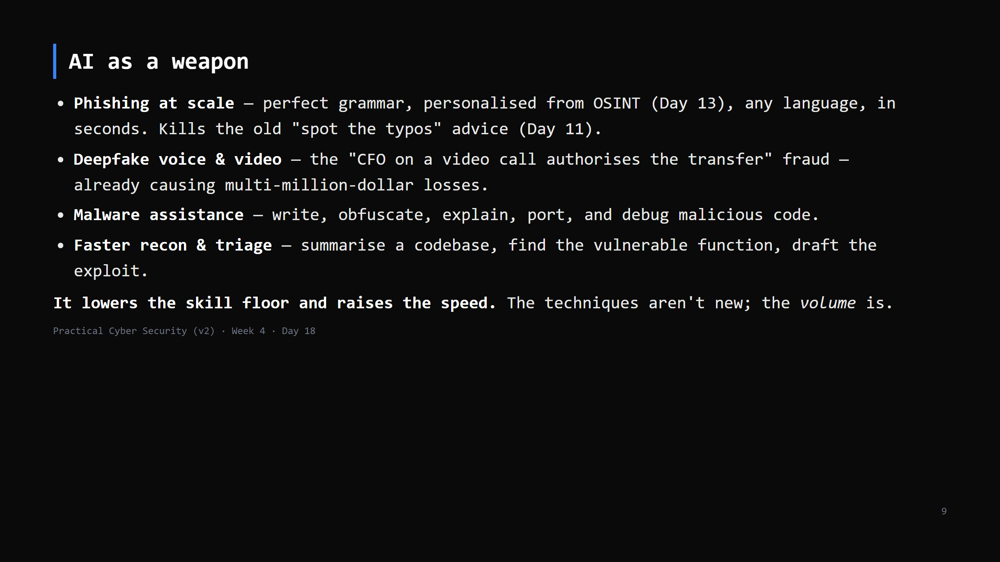 AI as a weapon
• Phishing at scale — perfect grammar, personalised from OSINT (Day 13), any language, in
seconds. Kills the old "spot the typos" advice (Day 11).
• Deepfake voice & video — the "CFO on a video call authorises the transfer" fraud —
already causing multi-million-dollar losses.
• Malware assistance — write, obfuscate, explain, port, and debug malicious code.
• Faster recon & triage — summarise a codebase, find the vulnerable function, draft the
exploit.
It lowers the skill floor and raises the speed. The techniques aren't new; the volume is.
Practical Cyber Security (v2) · Week 4 · Day 18
9